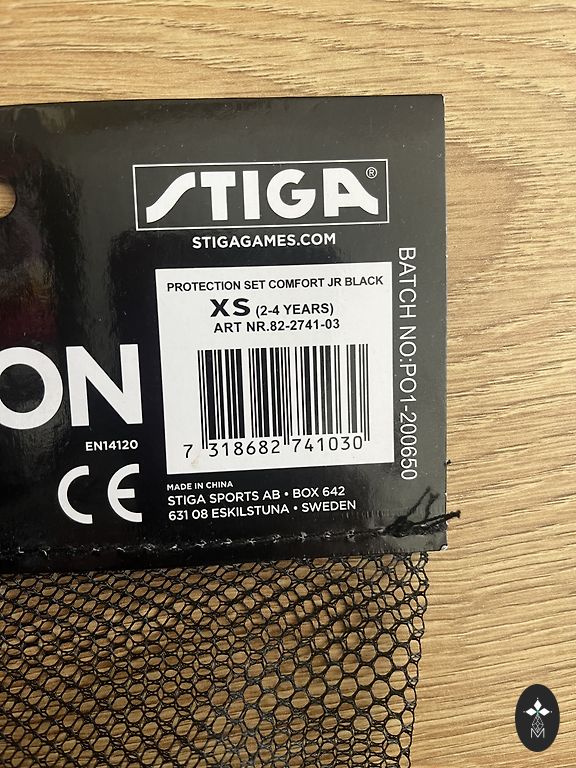 STIGA®
STIGAGAMES.COM
PROTECTION SET COMFORT JR BLACK
XS (2-4 YEARS)
ART NR.82-2741-03
7 318682 741030
BATCH NO:PO1-200650
ON
EN14120
CE
MADE IN CHINA
STIGA SPORTS AB • BOX 642
631 08 ESKILSTUNA • SWEDEN
M